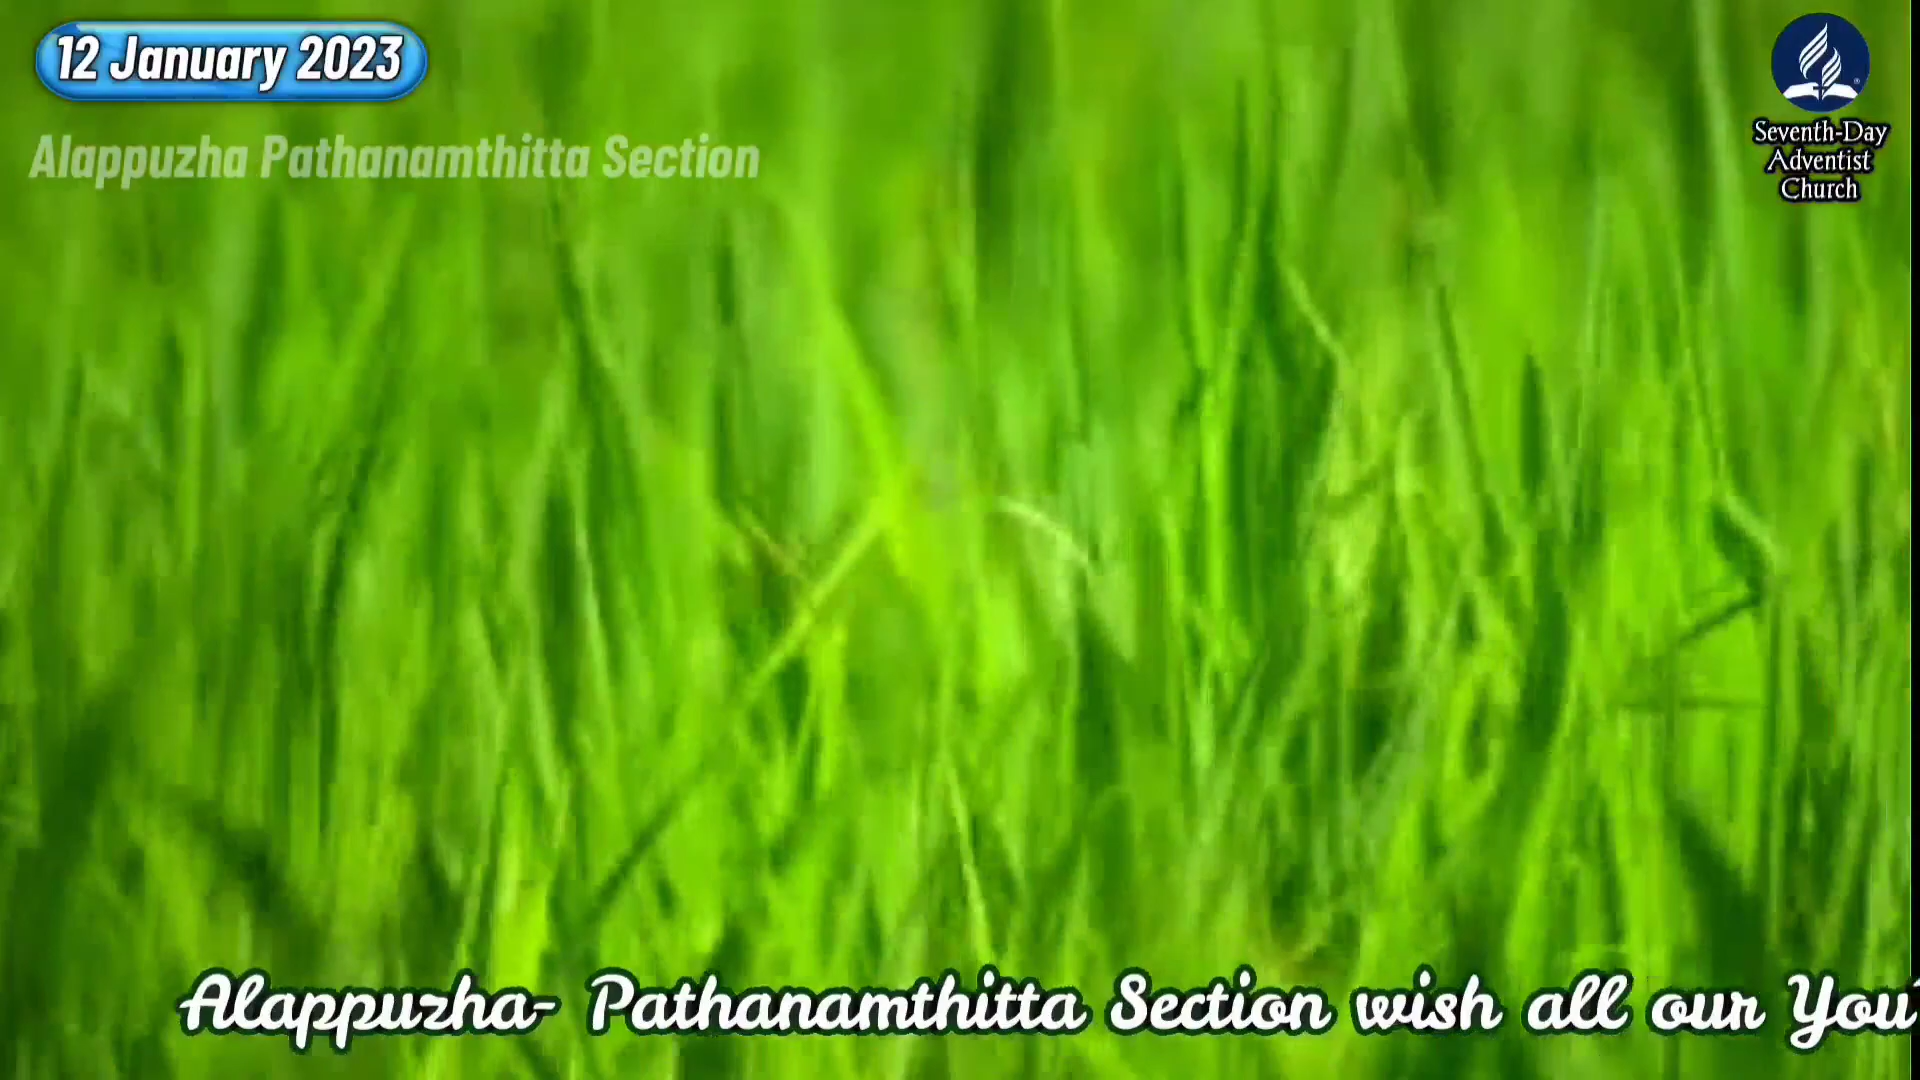 12 January 2023
Alappuzha Pathanamthitta Section
Seventh-Day
Adventist
Church
Alappuzha- Pathanamthitta Section wish all our